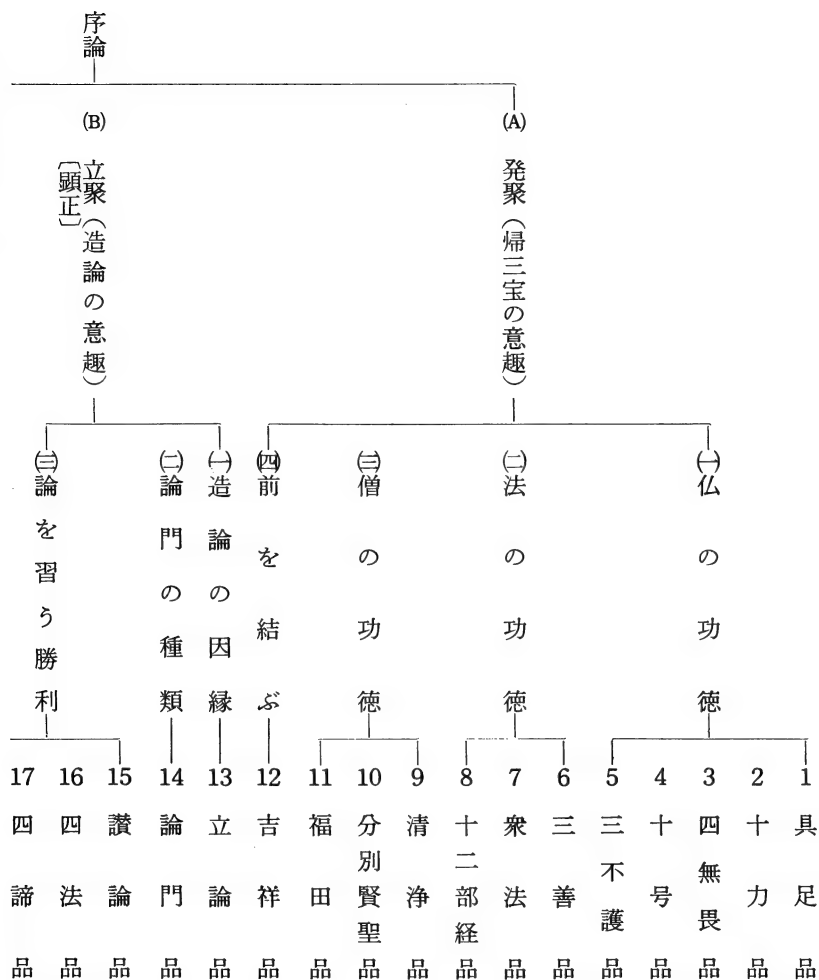 序論
(A) 発聚(帰三宝の意趣)
(一)仏の功徳
1 具足品
2 十力品
3 四無畏品
4 十号品
5 三不護品
(二)法の功徳
6 三善品
7 衆法品
8 十二部経品
(三)僧の功徳
9 清浄品
10 分別賢聖品
11 福田品
(四)前を結ぶ
12 吉祥品
(B) 立聚(造論の意趣)
〔顕正〕
(一)造論の因縁
13 立論品
(二)論門の種類
14 論門品
(三)論を習う勝利
15 讃論品
16 四法品
17 四諦品